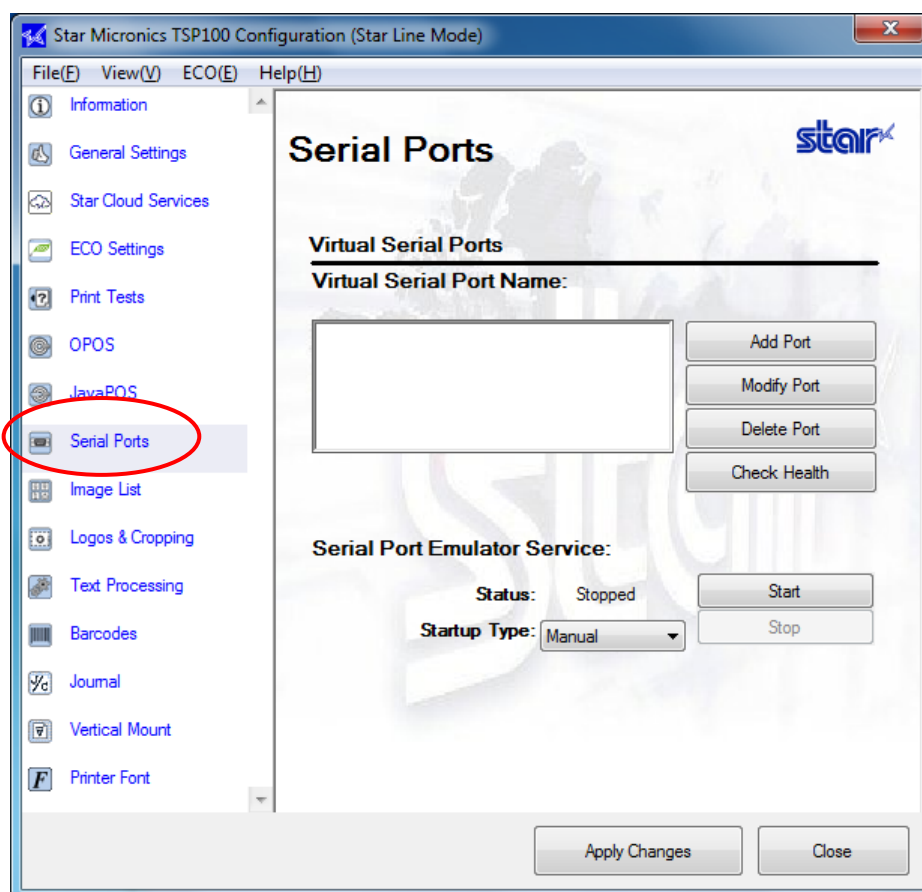 Star Micronics TSP100 Configuration (Star Line Mode)
File(F) View(V) ECO(E) Help(H)
Information
General Settings
Star Cloud Services
ECO Settings
Print Tests
OPOS
JavaPOS
Serial Ports
Image List
Logos & Cropping
Text Processing
Barcodes
Journal
Vertical Mount
Printer Font
Serial Ports
star
Virtual Serial Ports
Virtual Serial Port Name:
Add Port
Modify Port
Delete Port
Check Health
Serial Port Emulator Service:
Status: Stopped Start
Startup Type: Manual Stop
Apply Changes Close